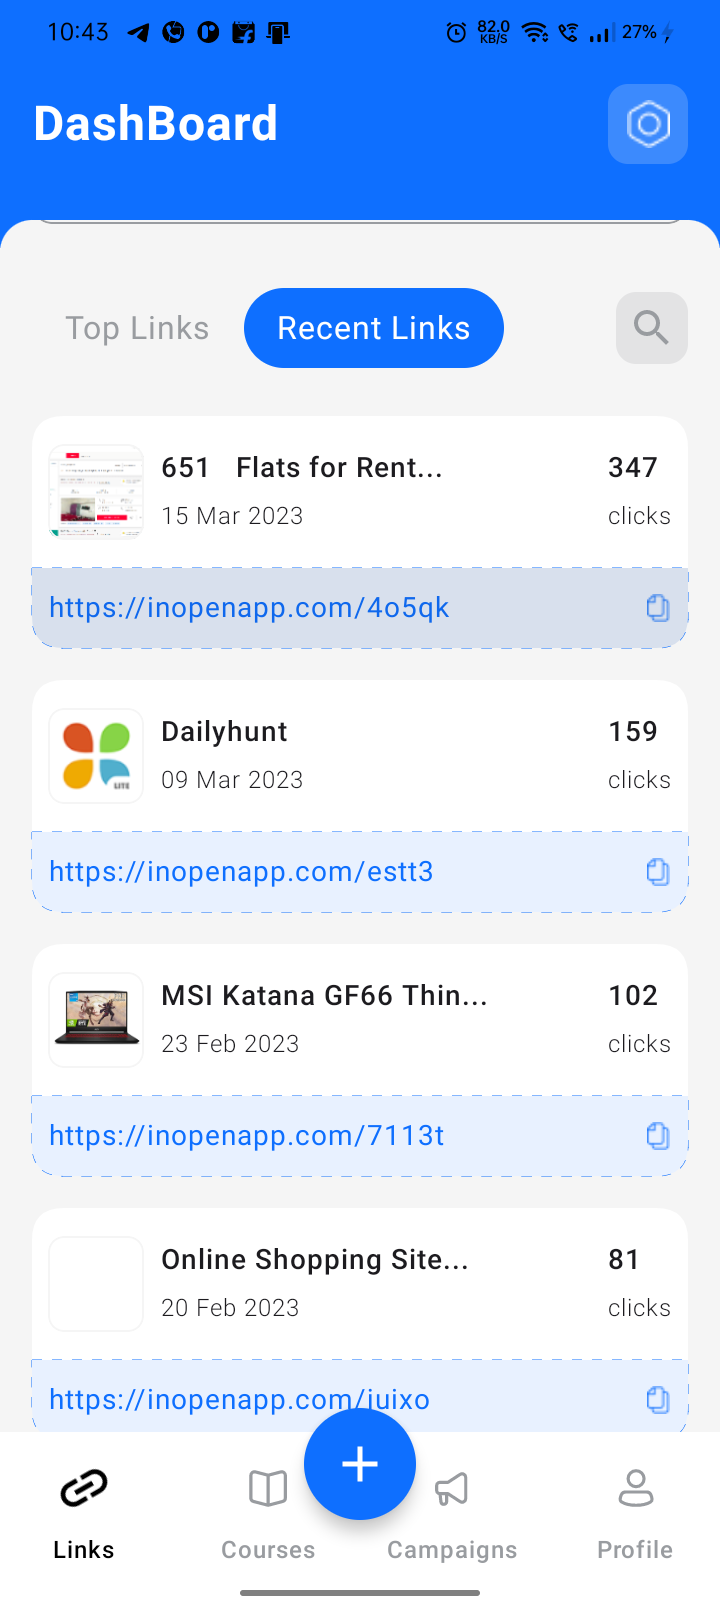 10:43
82.0
KB/S
27%
DashBoard
Top Links
Recent Links
651 Flats for Rent...
347
15 Mar 2023
clicks
https://inopenapp.com/4o5qk
Dailyhunt
159
09 Mar 2023
clicks
https://inopenapp.com/estt3
LITE
MSI Katana GF66 Thin...
102
23 Feb 2023
clicks
https://inopenapp.com/7113t
Online Shopping Site...
81
20 Feb 2023
clicks
https://inopenapp.com/iuixo
Links
Courses
Campaigns
Profile